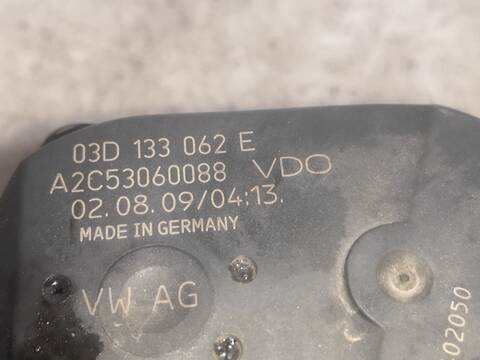 03D 133 062 E
A2C53060088 VDO
02.08.09/04:13.
MADE IN GERMANY
VW AG
02050